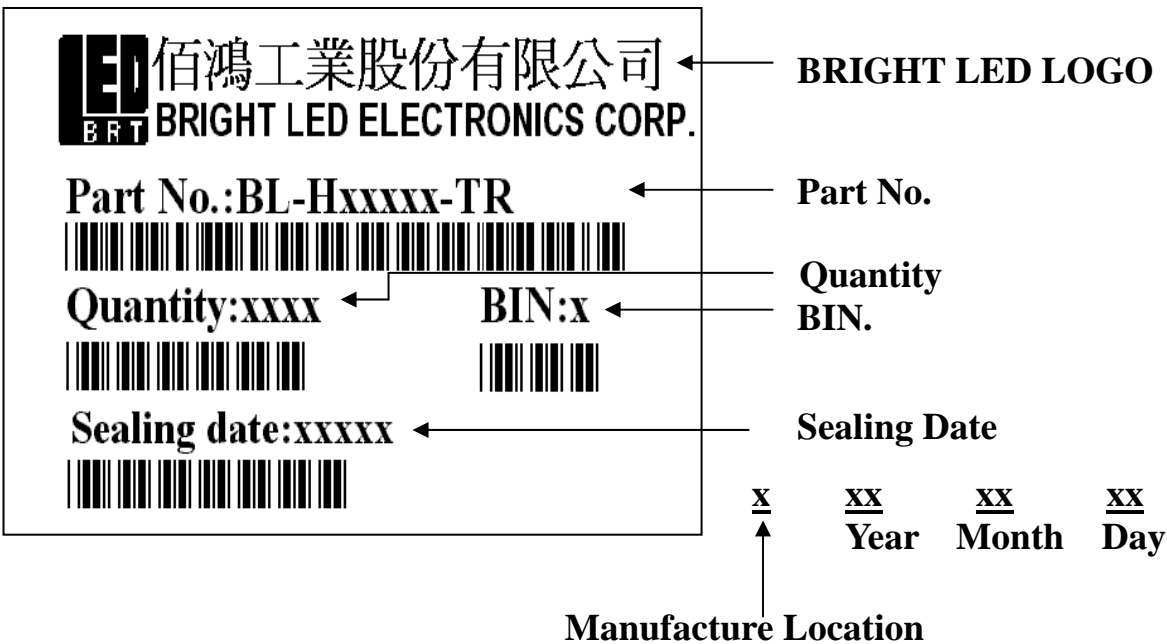 LED 佰鴻工業股份有限公司 BRIGHT LED LOGO
BRT BRIGHT LED ELECTRONICS CORP.
Part No.:BL-Hxxxxx-TR Part No.
Quantity
Quantity:xxxx BIN:x BIN.
Sealing date:xxxxx Sealing Date
x xx xx xx
Year Month Day
Manufacture Location